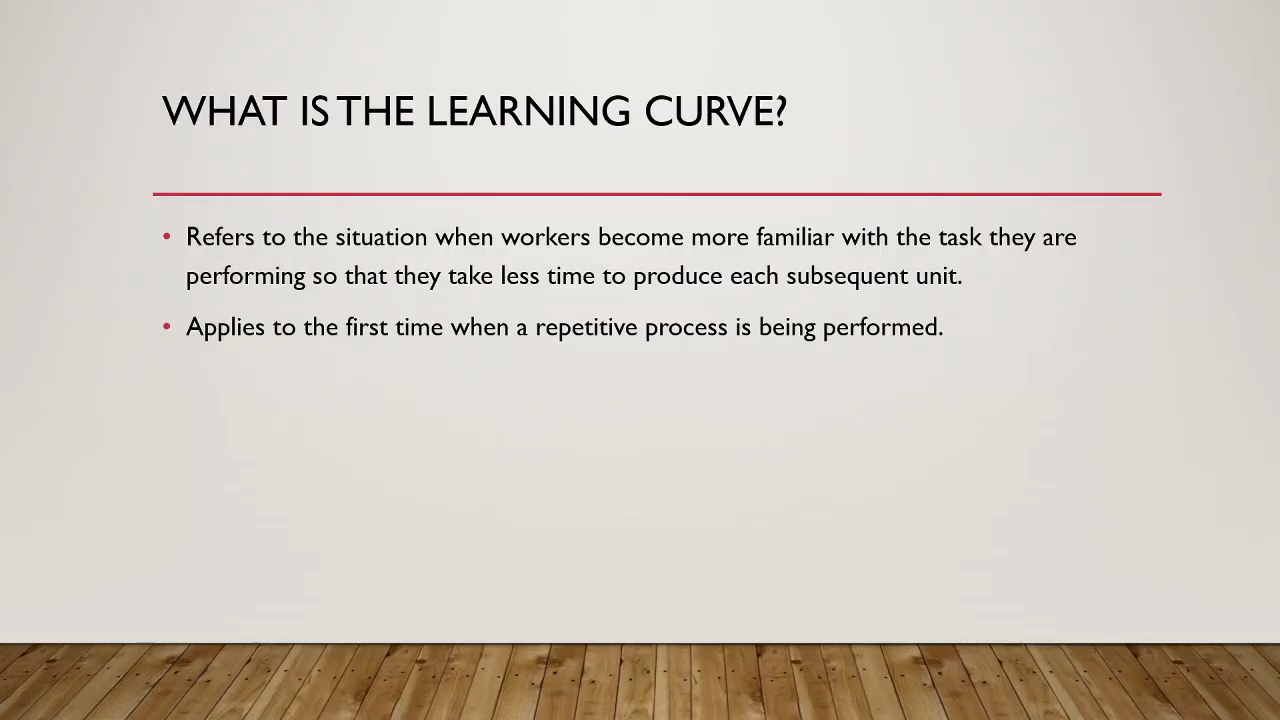 WHAT IS THE LEARNING CURVE?
• Refers to the situation when workers become more familiar with the task they are
performing so that they take less time to produce each subsequent unit.
• Applies to the first time when a repetitive process is being performed.